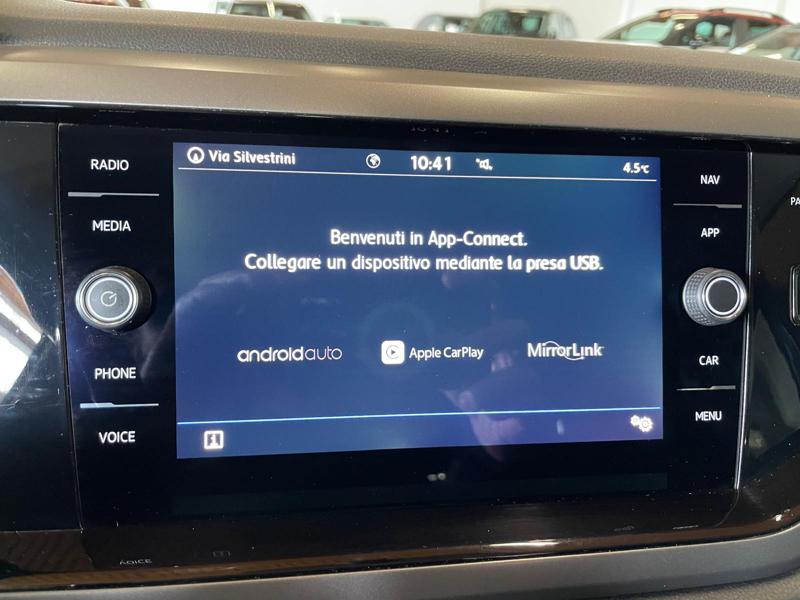 Via Silvestrini
10:41
4.5°C
RADIO
MEDIA
PHONE
VOICE
Benvenuti in App-Connect.
Collegare un dispositivo mediante la presa USB.
androidauto
Apple CarPlay
MirrorLink
NAV
APP
CAR
MENU
PA